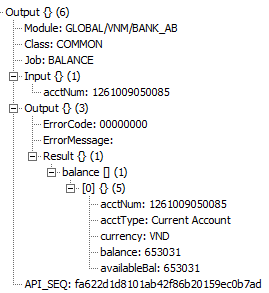 Output {} (6)
Module: GLOBAL/VNM/BANK_AB
Class: COMMON
Job: BALANCE
Input {} (1)
acctNum: 1261009050085
Output {} (3)
ErrorCode: 00000000
ErrorMessage:
Result {} (1)
balance [] (1)
[0] {} (5)
acctNum: 1261009050085
acctType: Current Account
currency: VND
balance: 653031
availableBal: 653031
API_SEQ: fa622d1d8101ab42f86b20159ec0b7ad